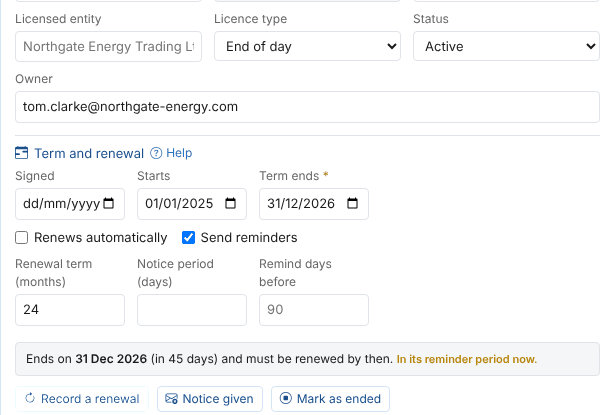 Licensed entity Licence type Status
Northgate Energy Trading Lt End of day Active
Owner
tom.clarke@northgate-energy.com
Term and renewal Help
Signed Starts Term ends *
dd/mm/yyyy 01/01/2025 31/12/2026
Renews automatically Send reminders
Renewal term Notice period Remind days
(months) (days) before
24 90
Ends on 31 Dec 2026 (in 45 days) and must be renewed by then. In its reminder period now.
Record a renewal Notice given Mark as ended